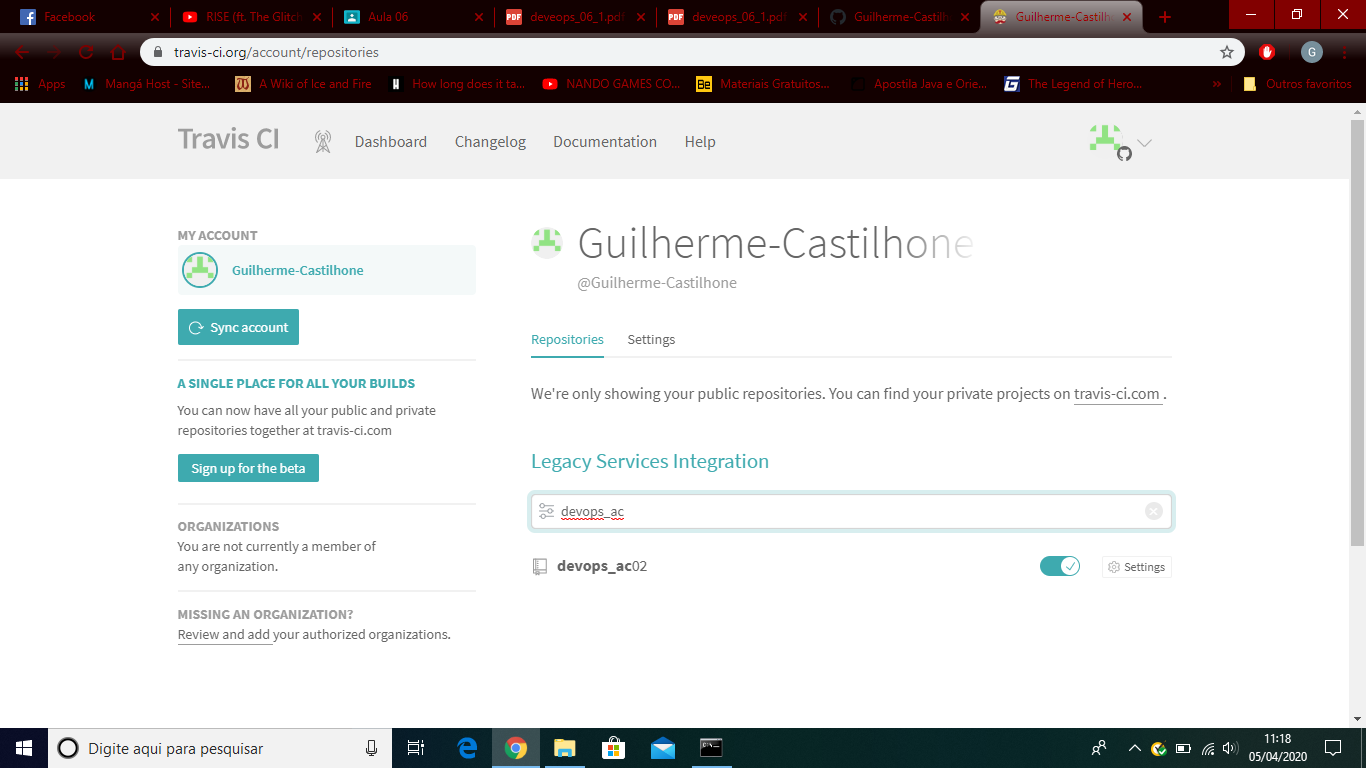 Facebook
RISE (ft. The Glitch
Aula 06
deveops_06_1.pdf
deveops_06_1.pdf
Guilherme-Castilh
Guilherme-Castilh
travis-ci.org/account/repositories
G
Apps
Mangá Host - Site...
A Wiki of Ice and Fire
How long does it ta...
NANDO GAMES CO...
Materiais Gratuitos...
Apostila Java e Orie...
The Legend of Hero...
»
Outros favoritos
Travis CI
Dashboard
Changelog
Documentation
Help
MY ACCOUNT
Guilherme-Castilhone
Sync account
A SINGLE PLACE FOR ALL YOUR BUILDS
You can now have all your public and private
repositories together at travis-ci.com
Sign up for the beta
ORGANIZATIONS
You are not currently a member of
any organization.
MISSING AN ORGANIZATION?
Review and add your authorized organizations.
Guilherme-Castilhone
@Guilherme-Castilhone
Repositories
Settings
We're only showing your public repositories. You can find your private projects on travis-ci.com .
Legacy Services Integration
devops_ac
devops_ac02
Settings
Digite aqui para pesquisar
11:18
05/04/2020